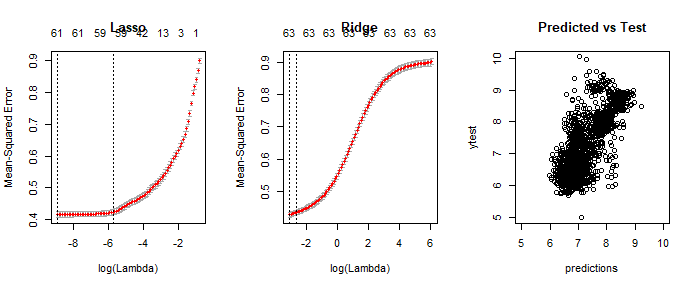 Lasso
61 61 59 59 42 13 3 1
Mean-Squared Error
0.4 0.5 0.6 0.7 0.8 0.9
-8 -6 -4 -2
log(Lambda)
Ridge
63 63 63 63 63 63 63 63
Mean-Squared Error
0.5 0.6 0.7 0.8 0.9
-2 0 2 4 6
log(Lambda)
Predicted vs Test
ytest
5 6 7 8 9 10
5 6 7 8 9 10
predictions